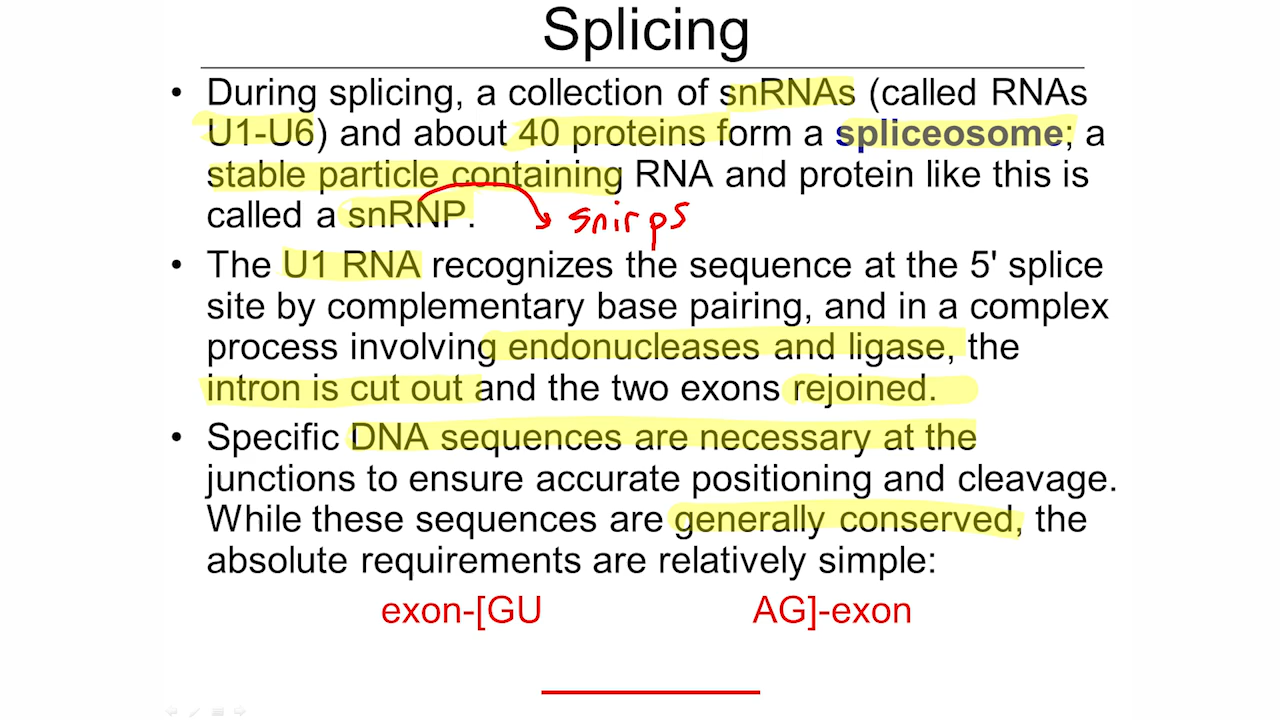 Splicing
• During splicing, a collection of snRNAs (called RNAs
U1-U6) and about 40 proteins form a spliceosome; a
stable particle containing RNA and protein like this is
called a snRNP.
snirps
• The U1 RNA recognizes the sequence at the 5' splice
site by complementary base pairing, and in a complex
process involving endonucleases and ligase, the
intron is cut out and the two exons rejoined.
• Specific DNA sequences are necessary at the
junctions to ensure accurate positioning and cleavage.
While these sequences are generally conserved, the
absolute requirements are relatively simple:
exon-[GU AG]-exon